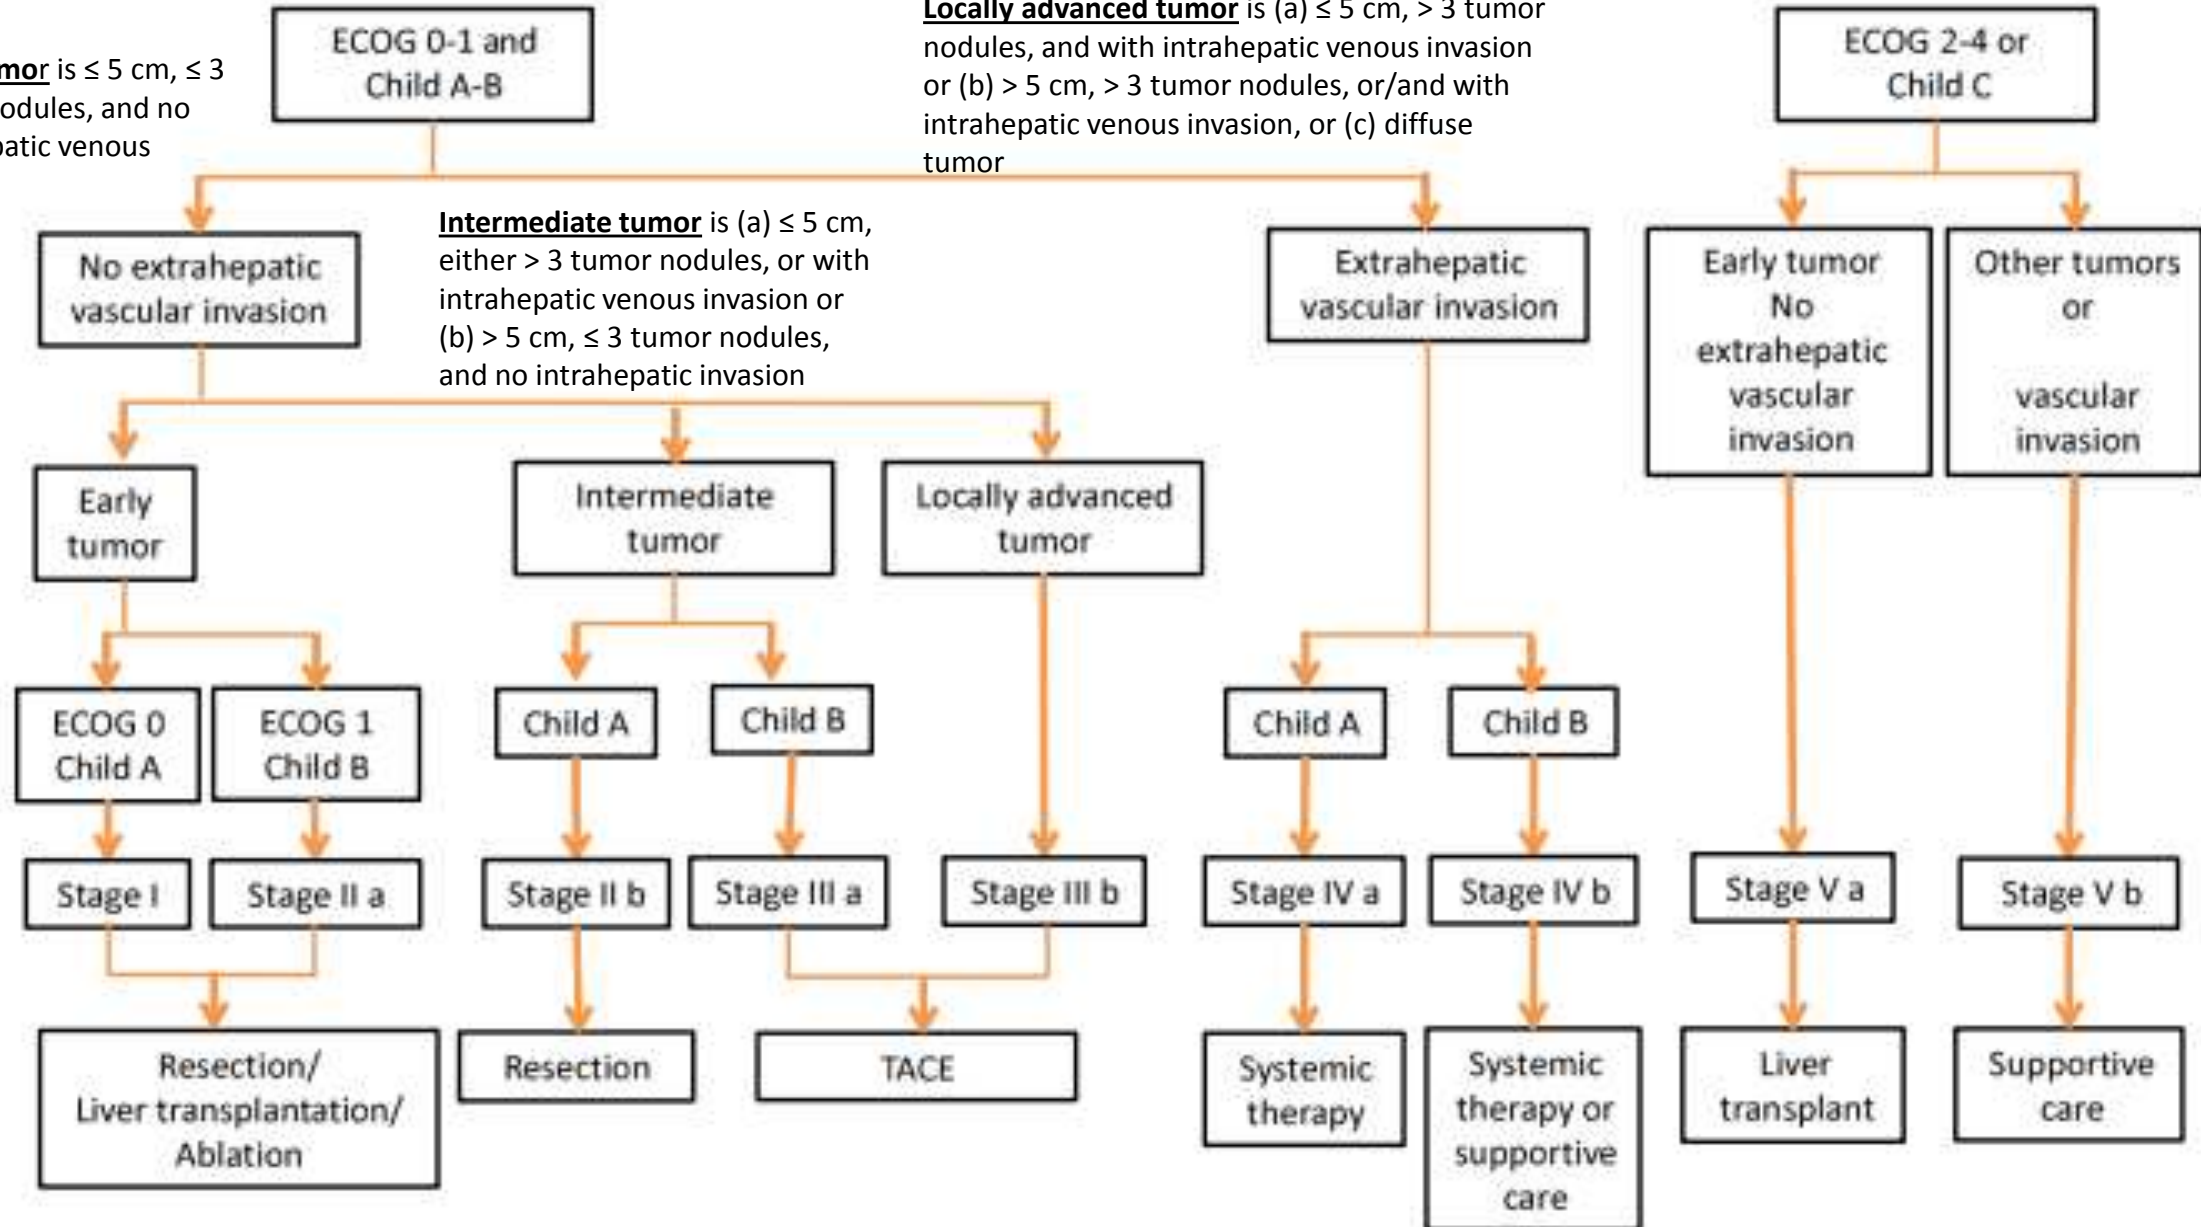 ECOG 0-1 and
Child A-B
is ≤ 5 cm, ≤ 3
and no
venous
Locally advanced tumor is (a) ≤ 5 cm, > 3 tumor
nodules, and with intrahepatic venous invasion
or (b) > 5 cm, > 3 tumor nodules, or/and with
intrahepatic venous invasion, or (c) diffuse
tumor
ECOG 2-4 or
Child C
No extrahepatic
vascular invasion
Intermediate tumor is (a) ≤ 5 cm,
either > 3 tumor nodules, or with
intrahepatic venous invasion or
(b) > 5 cm, ≤ 3 tumor nodules,
and no intrahepatic invasion
Extrahepatic
vascular invasion
Early tumor
No
extrahepatic
vascular
invasion
Other tumors
or
vascular
invasion
Early
tumor
Intermediate
tumor
Locally advanced
tumor
ECOG 0
Child A
ECOG 1
Child B
Child A
Child B
Child A
Child B
Stage I
Stage II a
Stage II b
Stage III a
Stage III b
Stage IV a
Stage IV b
Stage V a
Stage V b
Resection/
Liver transplantation/
Ablation
Resection
TACE
Systemic
therapy
Systemic
therapy or
supportive
care
Liver
transplant
Supportive
care